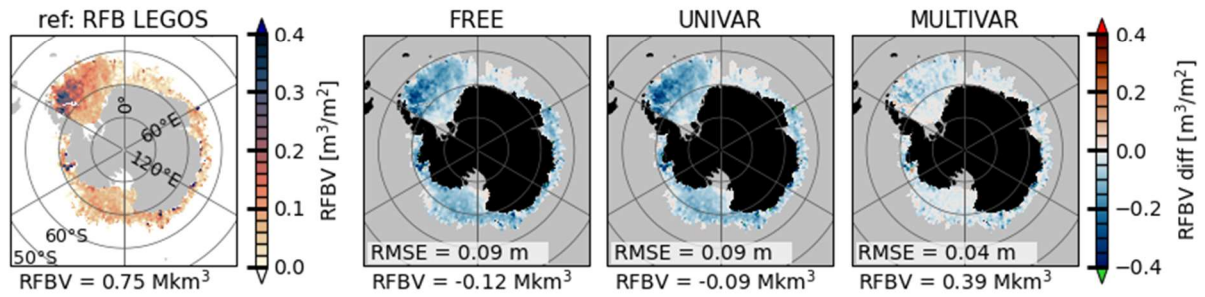 ref: RFB LEGOS
0°
60°E
120°E
60°S
50°S
RFBV = 0.75 Mkm³
0.4
0.3
0.2
0.1
0.0
RFBV [m³/m²]
FREE
RMSE = 0.09 m
RFBV = -0.12 Mkm³
UNIVAR
RMSE = 0.09 m
RFBV = -0.09 Mkm³
MULTIVAR
RMSE = 0.04 m
RFBV = 0.39 Mkm³
0.4
0.2
0.0
−0.2
−0.4
RFBV diff [m³/m²]